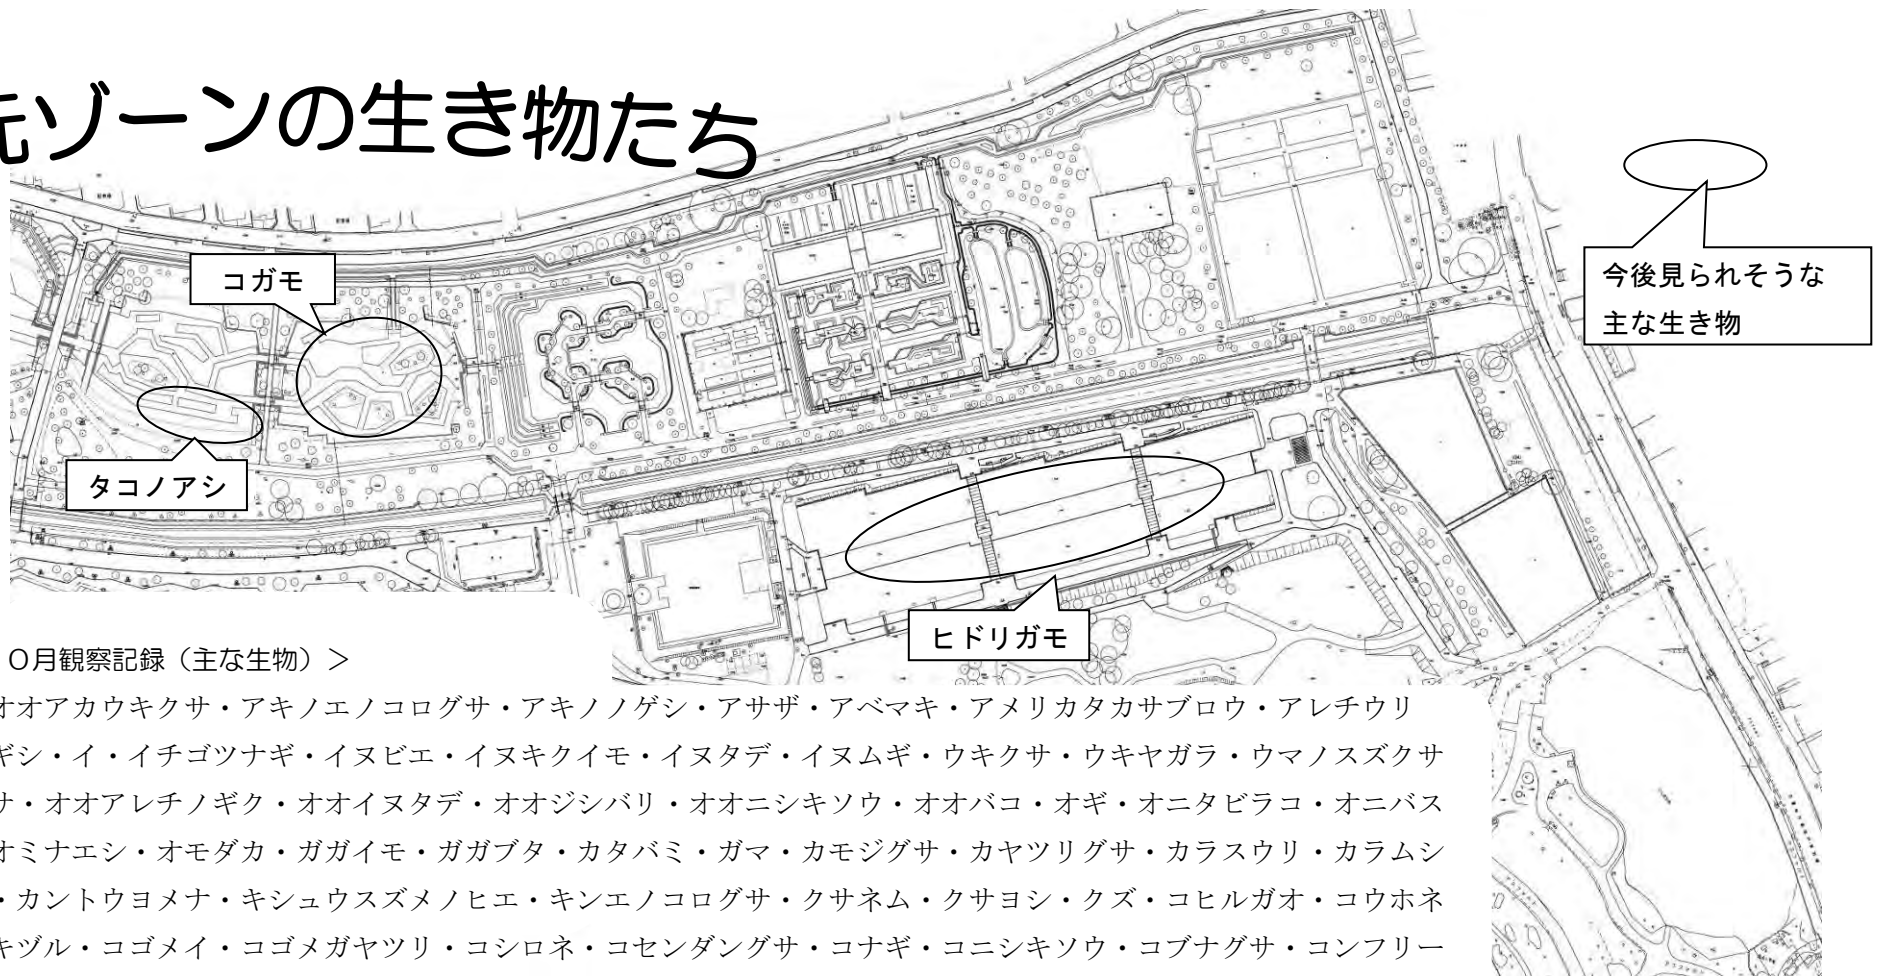 ゾーンの生き物たち
コガモ
今後見られそうな
主な生き物
タコノアシ
ヒドリガモ
０月観察記録（主な生物）＞
オオアカウキクサ・アキノエノコログサ・アキノノゲシ・アサザ・アベマキ・アメリカタカサブロウ・アレチウリ
ギシ・イ・イチゴツナギ・イヌビエ・イヌキクイモ・イヌタデ・イヌムギ・ウキクサ・ウキヤガラ・ウマノスズクサ
サ・オオアレチノギク・オオイヌタデ・オオジシバリ・オオニシキソウ・オオバコ・オギ・オニタビラコ・オニバス
オミナエシ・オモダカ・ガガイモ・ガガブタ・カタバミ・ガマ・カモジグサ・カヤツリグサ・カラスウリ・カラムシ
・カントウヨメナ・キシュウスズメノヒエ・キンエノコログサ・クサネム・クサヨシ・クズ・コヒルガオ・コウホネ
キヅル・コゴメイ・コゴメガヤツリ・コシロネ・コセンダングサ・コナギ・コニシキソウ・コブナグサ・コンフリー